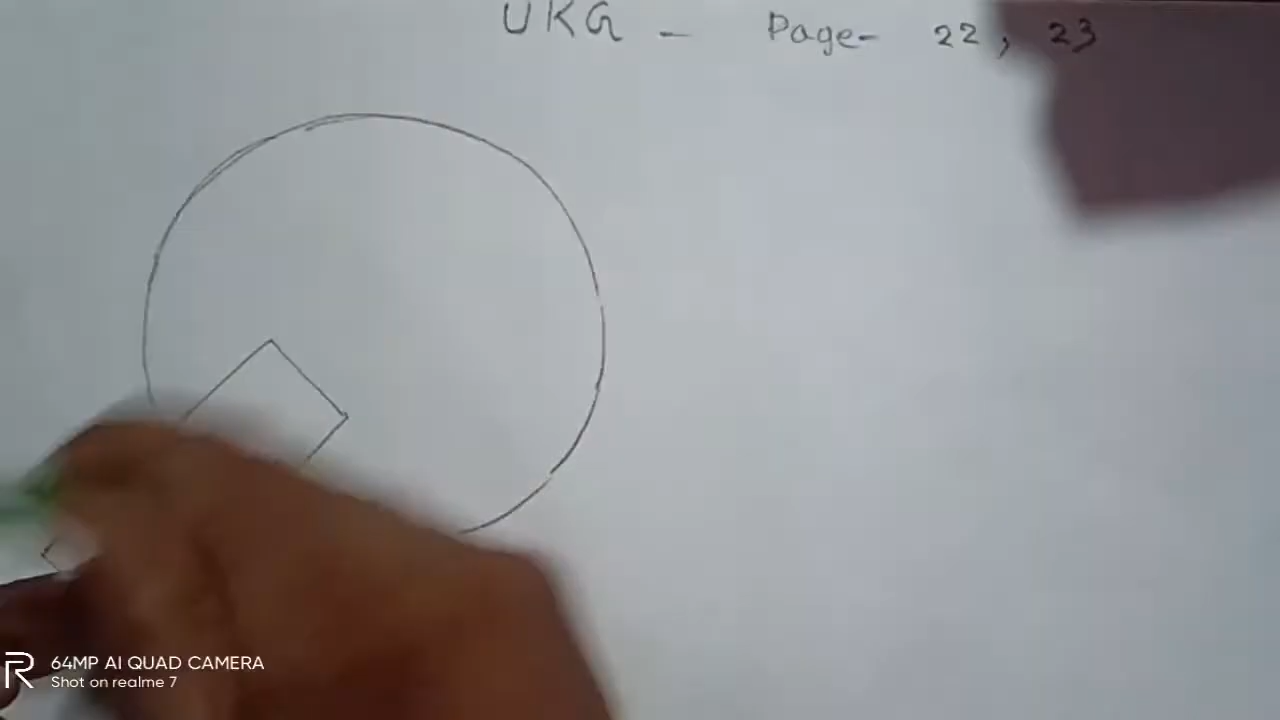 UKG - Page- 22, 23
64MP AI QUAD CAMERA
Shot on realme 7